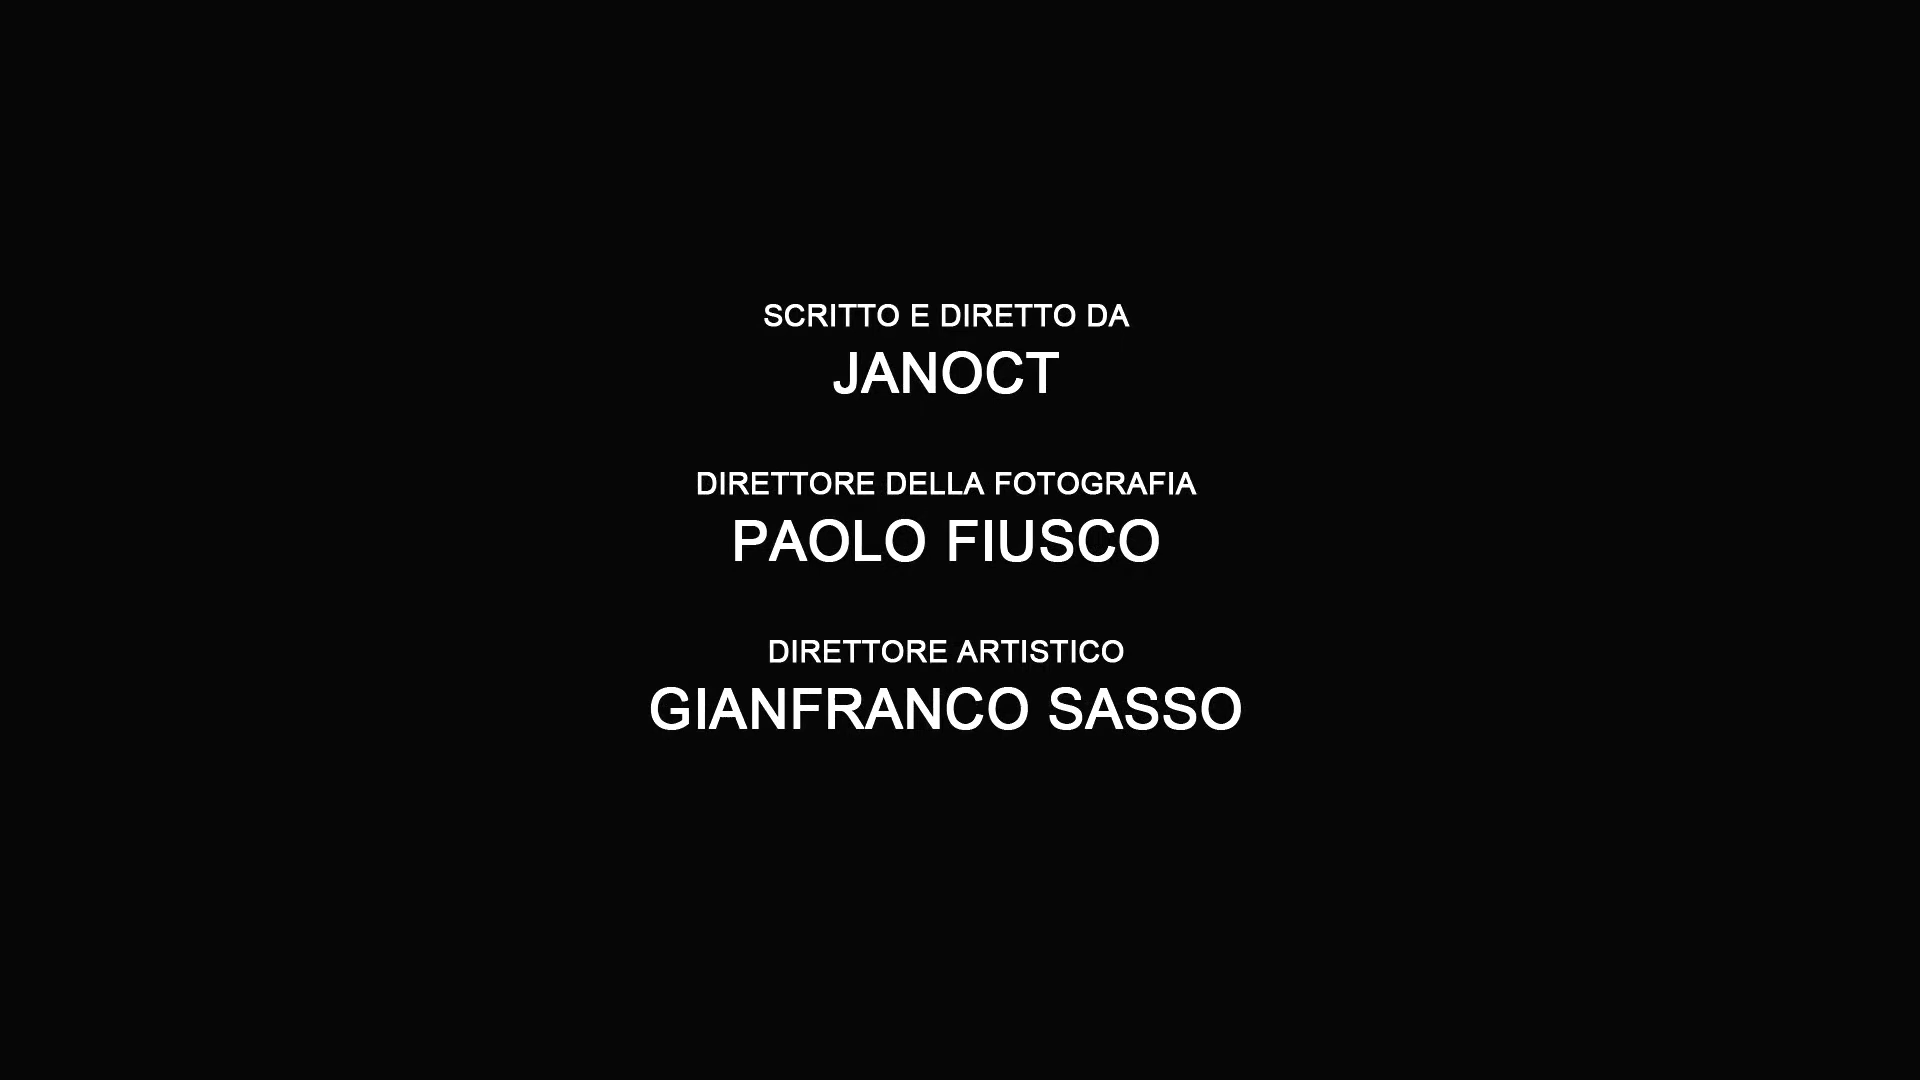 SCRITTO E DIRETTO DA
JANOCT
DIRETTORE DELLA FOTOGRAFIA
PAOLO FIUSCO
DIRETTORE ARTISTICO
GIANFRANCO SASSO